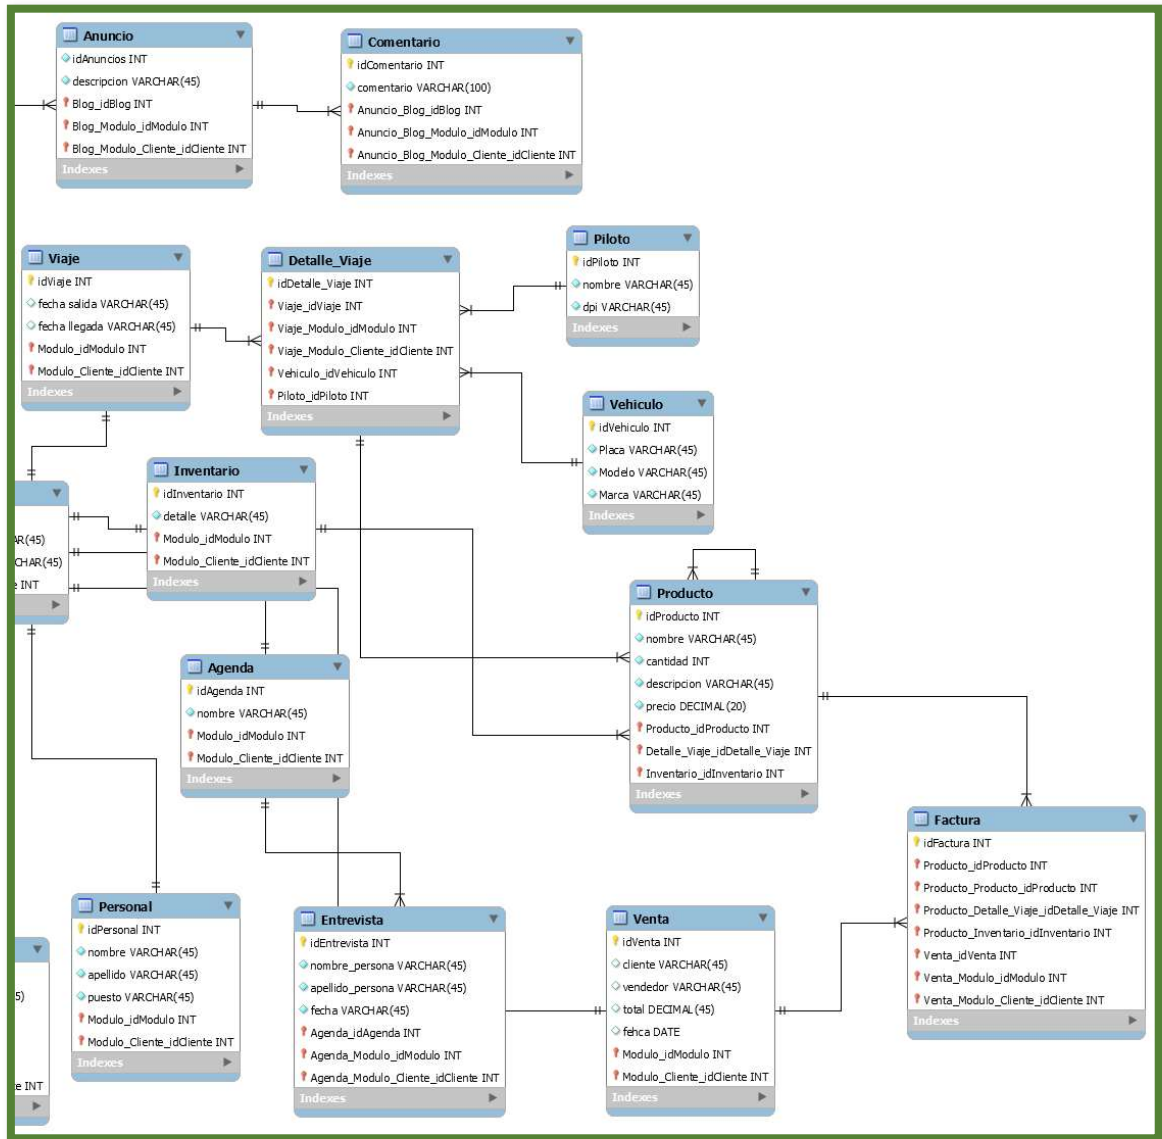 Anuncio
idAnuncios INT
descripcion VARCHAR(45)
Blog_idBlog INT
Blog_Modulo_idModulo INT
Blog_Modulo_Cliente_idCliente INT
Indexes
Comentario
idComentario INT
comentario VARCHAR(100)
Anuncio_Blog_idBlog INT
Anuncio_Blog_Modulo_idModulo INT
Anuncio_Blog_Modulo_Cliente_idCliente INT
Indexes
Viaje
idViaje INT
fecha salida VARCHAR(45)
fecha llegada VARCHAR(45)
Modulo_idModulo INT
Modulo_Cliente_idCliente INT
Indexes
Detalle_Viaje
idDetalle_Viaje INT
Viaje_idViaje INT
Viaje_Modulo_idModulo INT
Viaje_Modulo_Cliente_idCliente INT
Vehiculo_idVehiculo INT
Piloto_idPiloto INT
Indexes
Piloto
idPiloto INT
nombre VARCHAR(45)
dpi VARCHAR(45)
Indexes
Vehiculo
idVehiculo INT
Placa VARCHAR(45)
Modelo VARCHAR(45)
Marca VARCHAR(45)
Indexes
AR(45)
CHAR(45)
e INT
Inventario
idInventario INT
detalle VARCHAR(45)
Modulo_idModulo INT
Modulo_Cliente_idCliente INT
Indexes
Producto
idProducto INT
nombre VARCHAR(45)
cantidad INT
descripcion VARCHAR(45)
precio DECIMAL(20)
Producto_idProducto INT
Detalle_Viaje_idDetalle_Viaje INT
Inventario_idInventario INT
Indexes
Agenda
idAgenda INT
nombre VARCHAR(45)
Modulo_idModulo INT
Modulo_Cliente_idCliente INT
Indexes
Factura
idFactura INT
Producto_idProducto INT
Producto_Producto_idProducto INT
Producto_Detalle_Viaje_idDetalle_Viaje INT
Producto_Inventario_idInventario INT
Venta_idVenta INT
Venta_Modulo_idModulo INT
Venta_Modulo_Cliente_idCliente INT
Indexes
Personal
idPersonal INT
nombre VARCHAR(45)
apellido VARCHAR(45)
puesto VARCHAR(45)
Modulo_idModulo INT
Modulo_Cliente_idCliente INT
Indexes
Entrevista
idEntrevista INT
nombre_persona VARCHAR(45)
apellido_persona VARCHAR(45)
fecha VARCHAR(45)
Agenda_idAgenda INT
Agenda_Modulo_idModulo INT
Agenda_Modulo_Cliente_idCliente INT
Indexes
Venta
idVenta INT
cliente VARCHAR(45)
vendedor VARCHAR(45)
total DECIMAL(45)
fehca DATE
Modulo_idModulo INT
Modulo_Cliente_idCliente INT
Indexes
5)
te INT